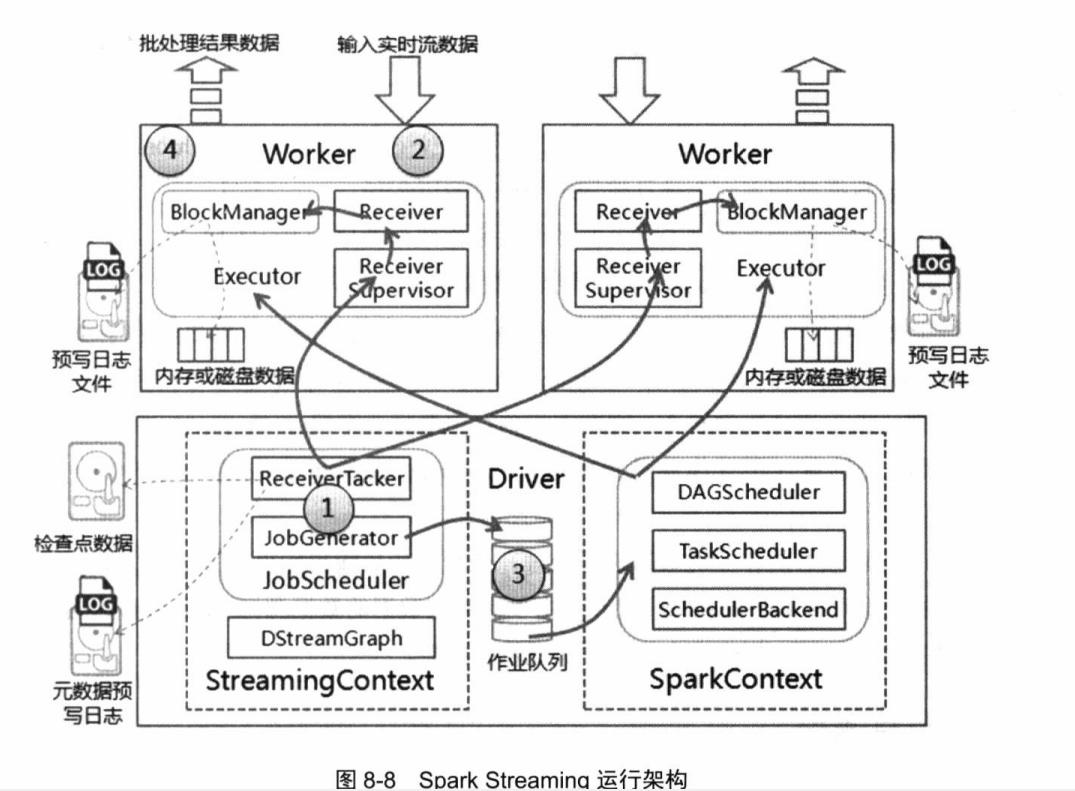 批处理结果数据
输入实时流数据
4
Worker
2
Worker
BlockManager
Receiver
Receiver
BlockManager
LOG
Executor
Receiver
Supervisor
Receiver
Supervisor
Executor
LOG
预写日志
文件
内存或磁盘数据
内存或磁盘数据
预写日志
文件
ReceiverTacker
Driver
DAGScheduler
1
JobGenerator
TaskScheduler
检查点数据
JobScheduler
3
LOG
DStreamGraph
SchedulerBackend
作业队列
StreamingContext
SparkContext
元数据预
写日志
图 8-8 Spark Streaming 运行架构